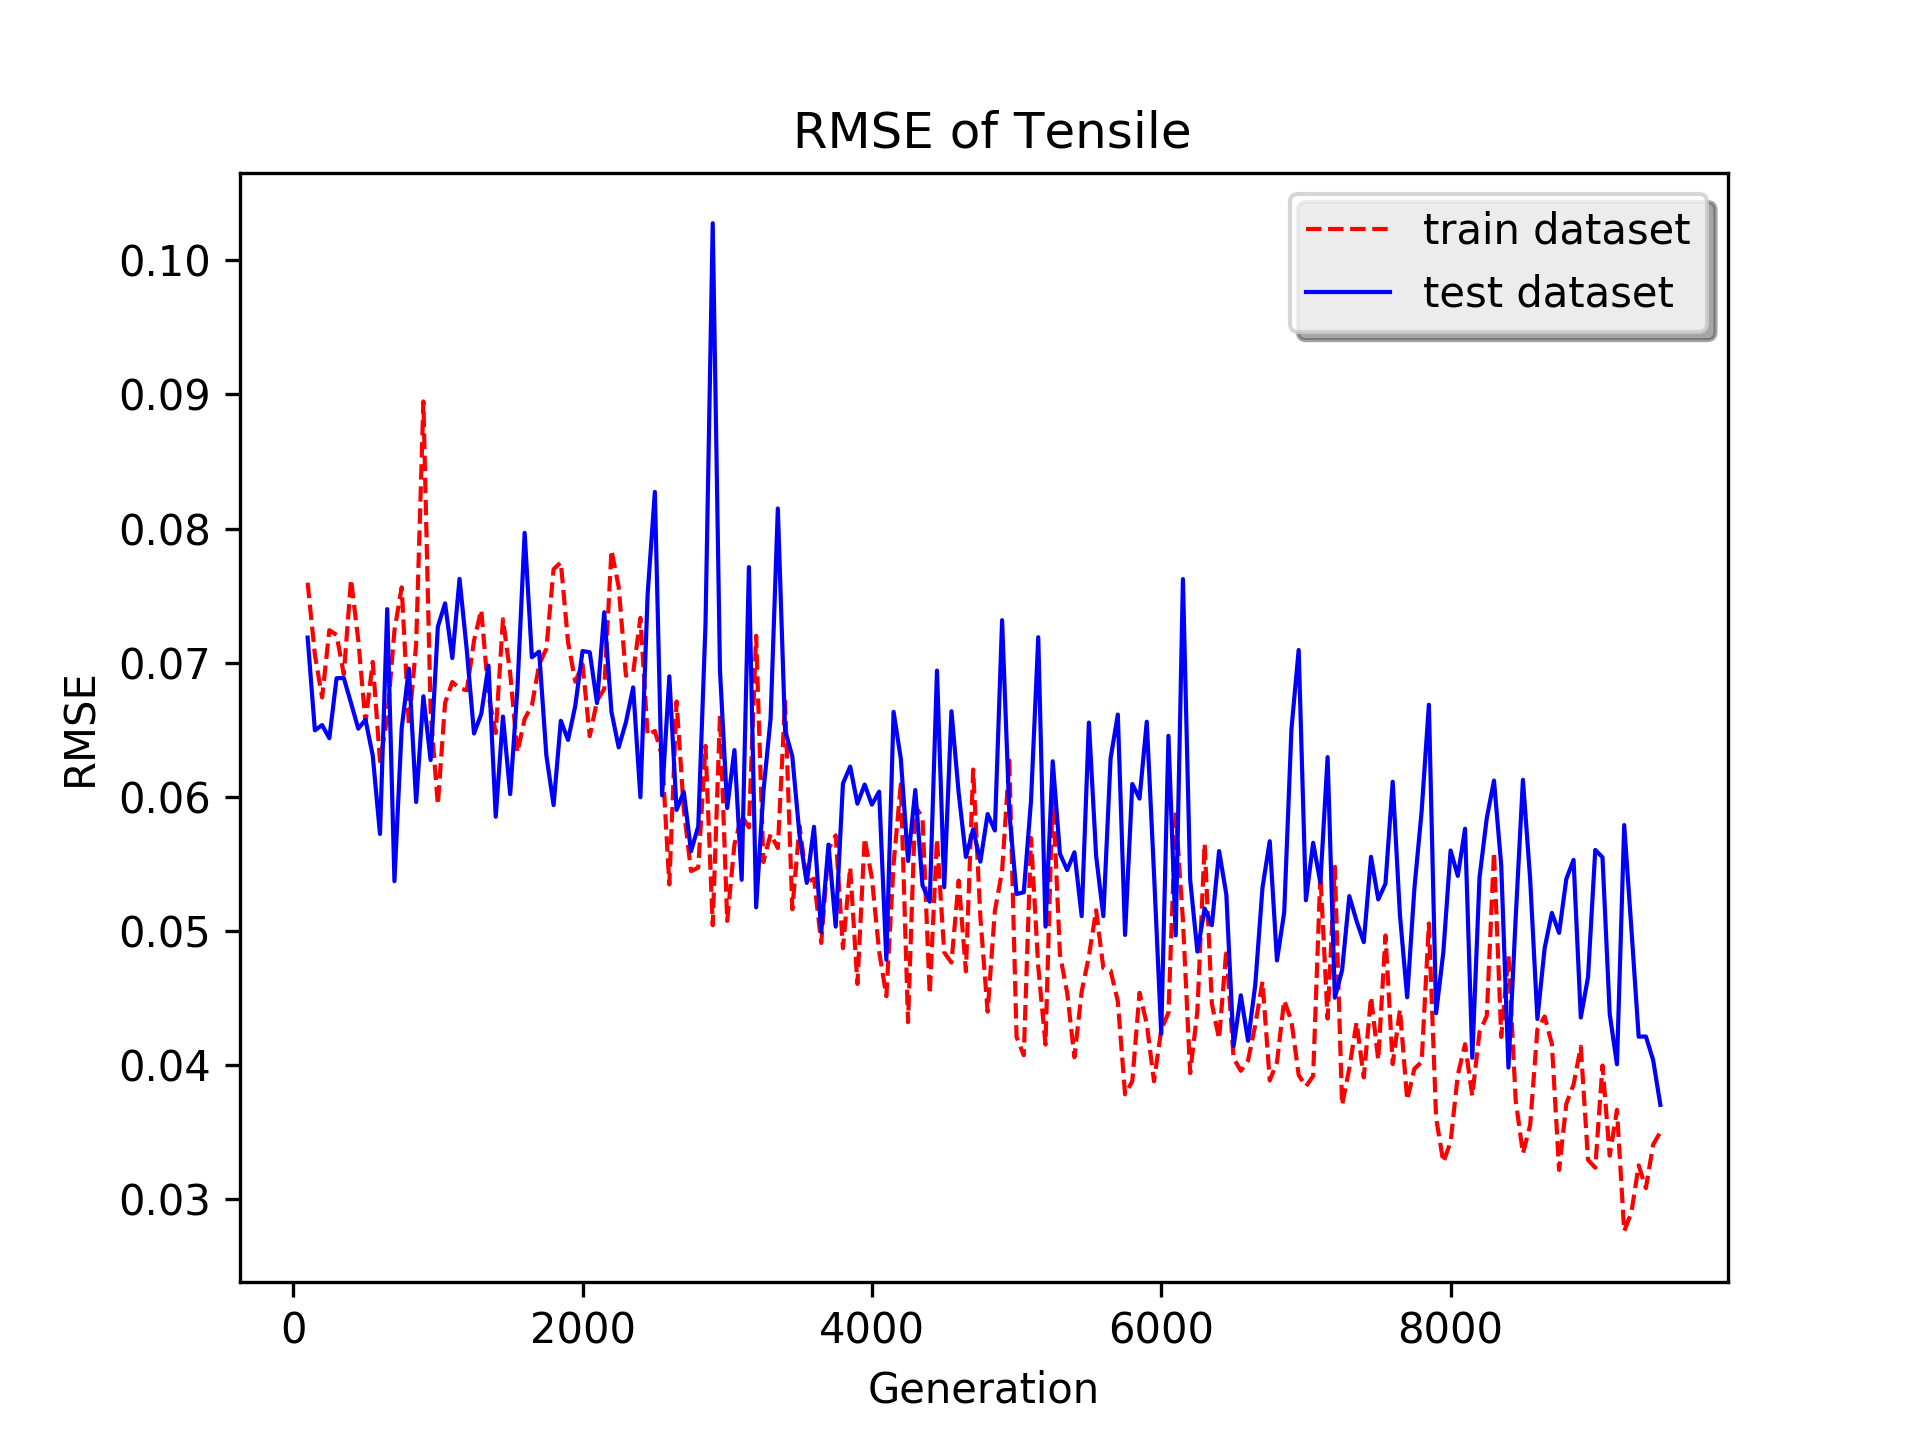 RMSE of Tensile
train dataset
test dataset
0.10
0.09
0.08
0.07
0.06
0.05
0.04
0.03
RMSE
0 2000 4000 6000 8000
Generation